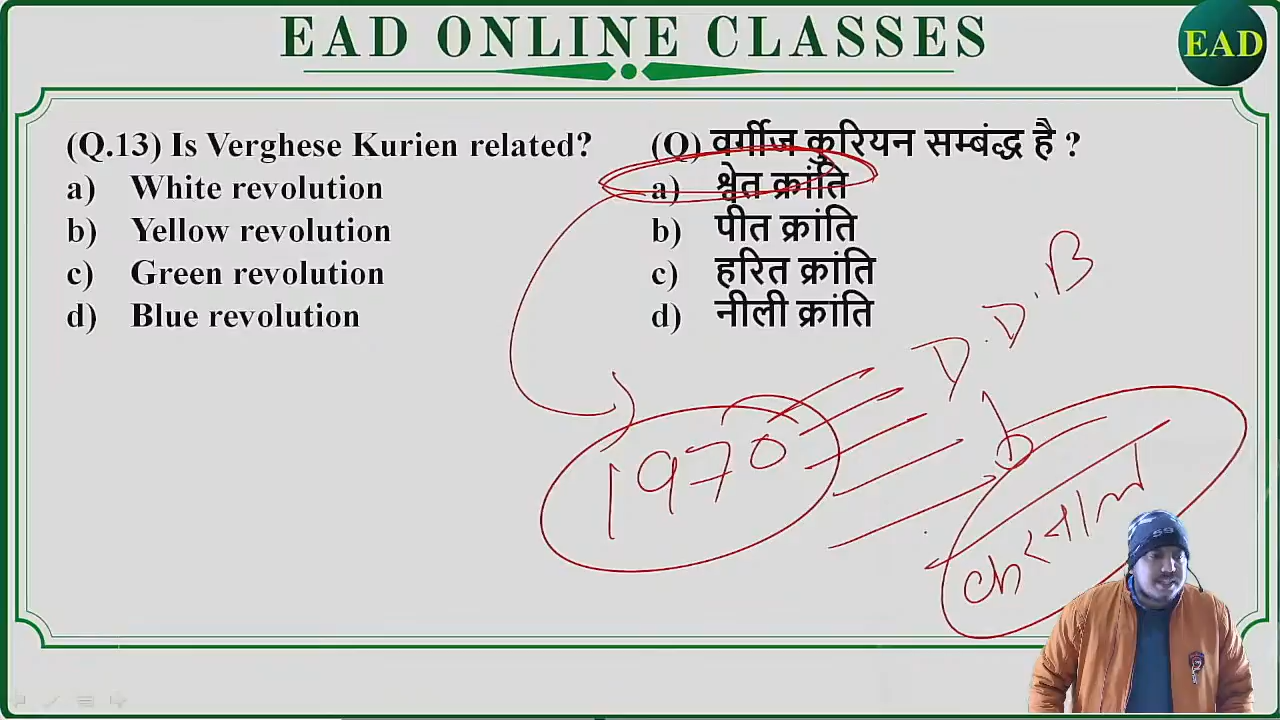 EAD ONLINE CLASSES
EAD
(Q.13) Is Verghese Kurien related?
a) White revolution
b) Yellow revolution
c) Green revolution
d) Blue revolution
(Q) वर्गीज कुरियन सम्बंद्ध है ?
a) श्वेत क्रांति
b) पीत क्रांति
c) हरित क्रांति
d) नीली क्रांति
D.D.B
1970
करनाल